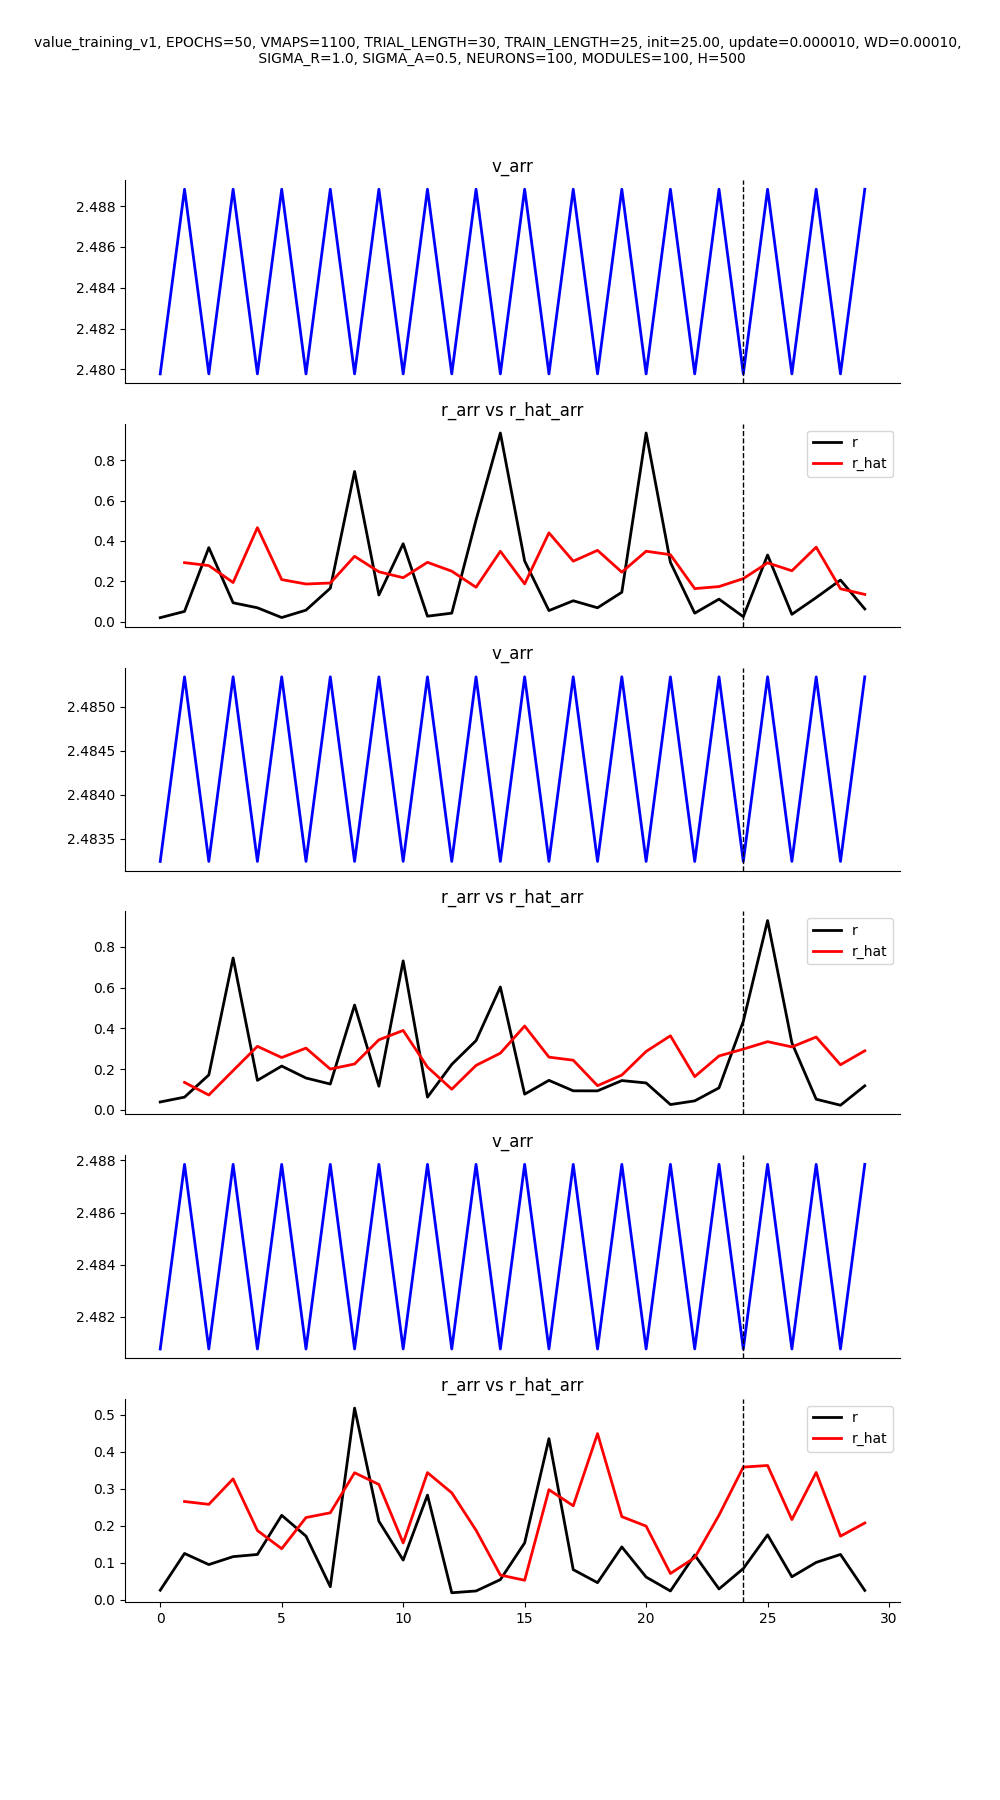 value_training_v1, EPOCHS=50, VMAPS=1100, TRIAL_LENGTH=30, TRAIN_LENGTH=25, init=25.00, update=0.000010, WD=0.00010,
SIGMA_R=1.0, SIGMA_A=0.5, NEURONS=100, MODULES=100, H=500
v_arr
2.488
2.486
2.484
2.482
2.480
r_arr vs r_hat_arr
0.8
0.6
0.4
0.2
0.0
r
r_hat
v_arr
2.4850
2.4845
2.4840
2.4835
r_arr vs r_hat_arr
0.8
0.6
0.4
0.2
0.0
r
r_hat
v_arr
2.488
2.486
2.484
2.482
r_arr vs r_hat_arr
0.5
0.4
0.3
0.2
0.1
0.0
r
r_hat
0 5 10 15 20 25 30